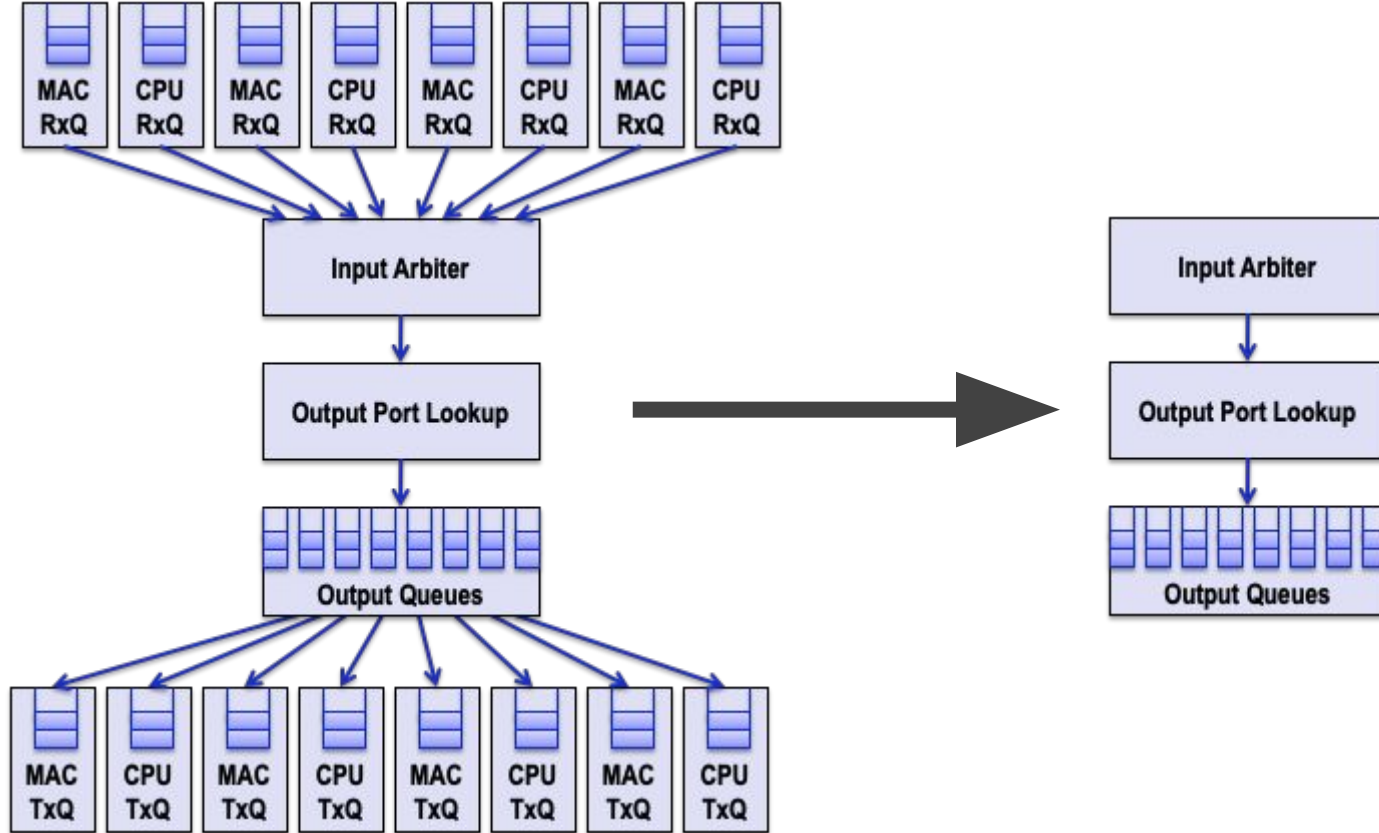 MAC
RxQ
CPU
RxQ
MAC
RxQ
CPU
RxQ
MAC
RxQ
CPU
RxQ
MAC
RxQ
CPU
RxQ
Input Arbiter
Output Port Lookup
Output Queues
MAC
TxQ
CPU
TxQ
MAC
TxQ
CPU
TxQ
MAC
TxQ
CPU
TxQ
MAC
TxQ
CPU
TxQ
Input Arbiter
Output Port Lookup
Output Queues